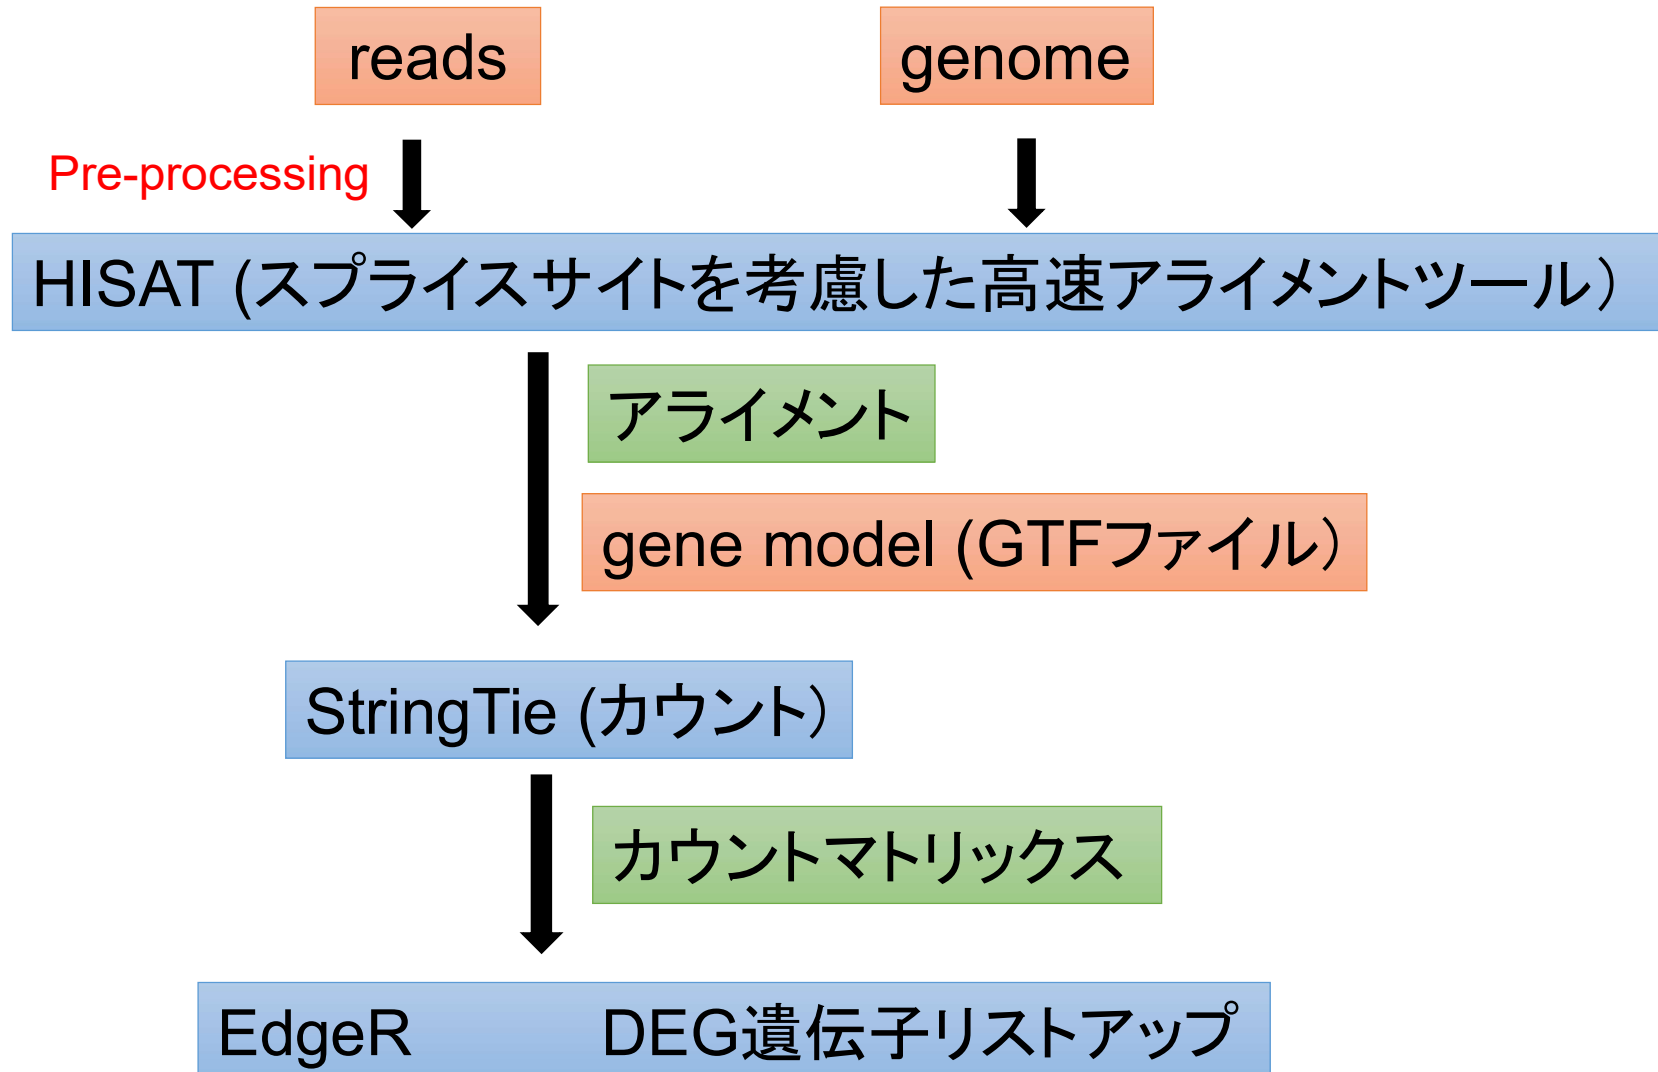 reads
genome
Pre-processing
HISAT (スプライスサイトを考慮した高速アライメントツール）
アライメント
gene model (GTFファイル）
StringTie (カウント）
カウントマトリックス
EdgeR DEG遺伝子リストアップ